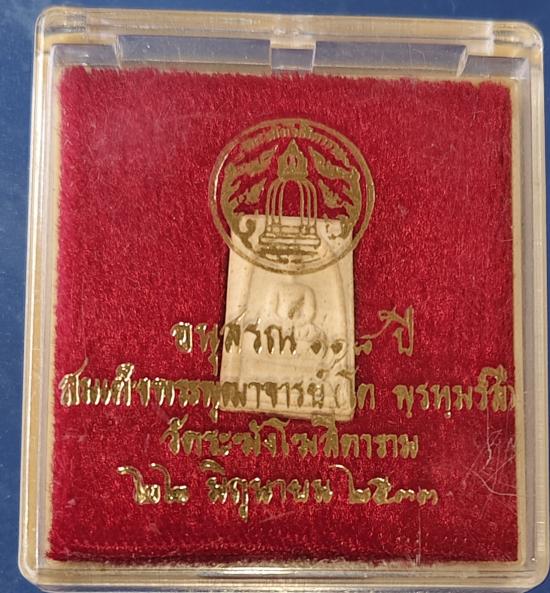 อนุสรณ์ ๑๑๘ ปี
สมเด็จพระพุฒาจารย์ (โต พฺรหฺมรํสี)
วัดระฆังโฆสิตาราม
๒๒ มิถุนายน ๒๕๓๓